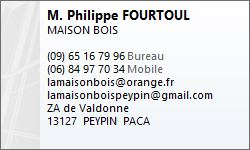 M. Philippe FOURTOUL
MAISON BOIS
(09) 65 16 79 96 Bureau
(06) 84 97 70 34 Mobile
lamaisonboisa@orange.fr
lamaisonboispeypin@gmail.com
ZA de Valdonne
13127 PEYPIN PACA